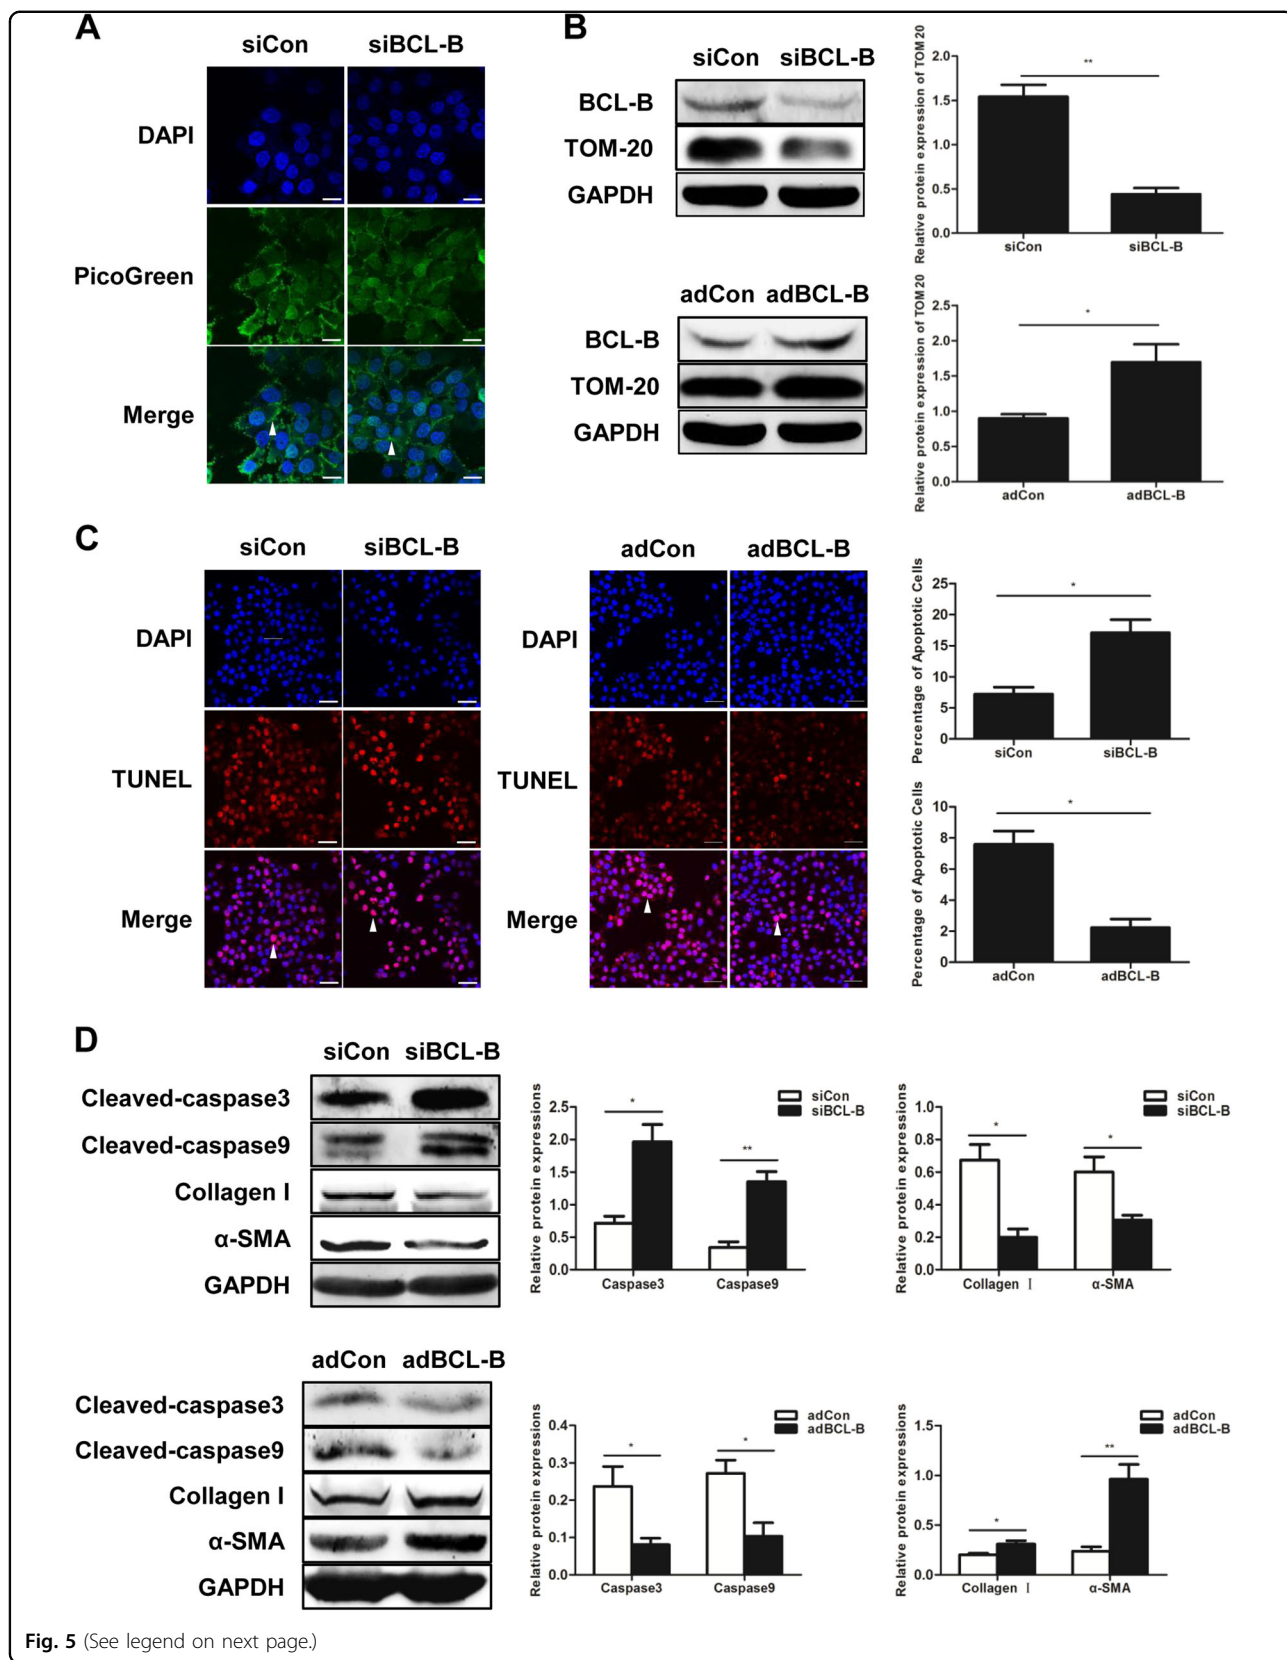 A
siCon siBCL-B
DAPI
PicoGreen
Merge
B
siCon siBCL-B
BCL-B
TOM-20
GAPDH
Relative protein expression of TOM20
2.0
1.5
1.0
0.5
0.0
**
siCon siBCL-B
adCon adBCL-B
BCL-B
TOM-20
GAPDH
Relative protein expression of TOM20
2.5
2.0
1.5
1.0
0.5
0.0
*
adCon adBCL-B
C
siCon siBCL-B
DAPI
TUNEL
Merge
adCon adBCL-B
DAPI
TUNEL
Merge
Percentage of Apoptotic Cells
25
20
15
10
5
0
*
siCon siBCL-B
Percentage of Apoptotic Cells
10
8
6
4
2
0
*
adCon adBCL-B
D
siCon siBCL-B
Cleaved-caspase3
Cleaved-caspase9
Collagen I
α-SMA
GAPDH
Relative protein expressions
2.5
2.0
1.5
1.0
0.5
0.0
siCon
siBCL-B
*
**
Caspase3 Caspase9
Relative protein expressions
1.0
0.8
0.6
0.4
0.2
0.0
siCon
siBCL-B
*
*
Collagen Ⅰ α-SMA
adCon adBCL-B
Cleaved-caspase3
Cleaved-caspase9
Collagen I
α-SMA
GAPDH
Relative protein expressions
0.4
0.3
0.2
0.1
0.0
adCon
adBCL-B
*
*
Caspase3 Caspase9
Relative protein expressions
1.5
1.0
0.5
0.0
adCon
adBCL-B
*
**
Collagen Ⅰ α-SMA
Fig. 5 (See legend on next page.)